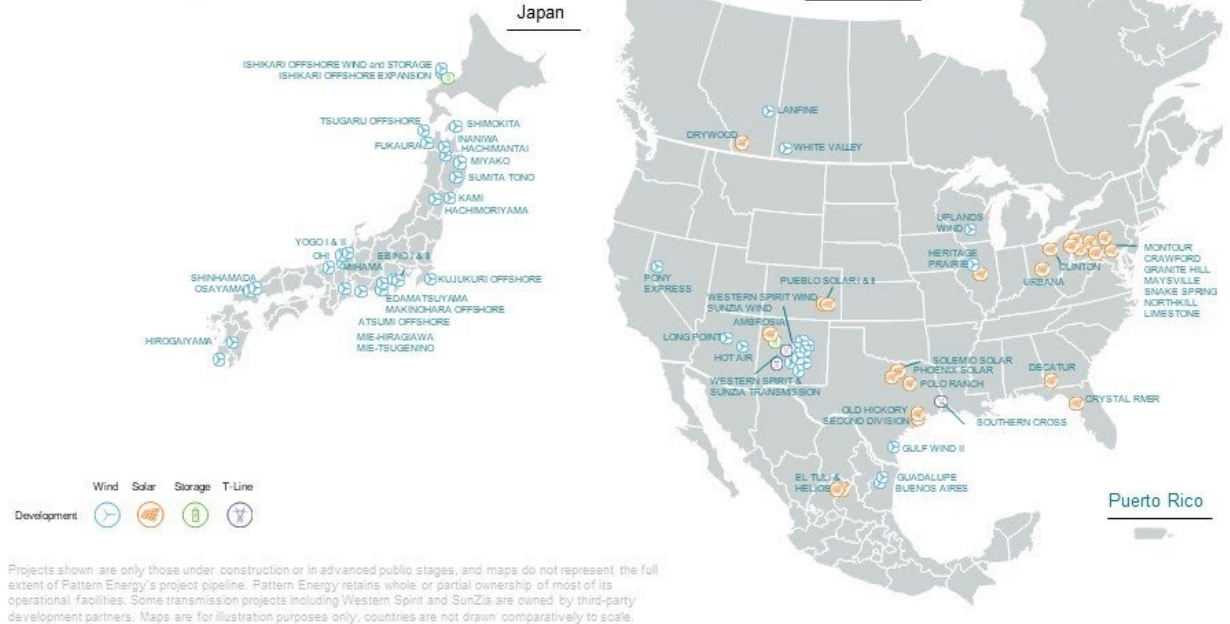 Japan
ISHIKARI OFFSHORE WIND and STORAGE
ISHIKARI OFFSHORE EXPANSION
TSUGARU OFFSHORE
SHIMOKITA
INANIWA
FUKAURA
HACHIMANTAI
MIYAKO
SUMITA TONO
KAMI
HACHIMORIYAMA
YOGO I & II
OHI
EBINO I & II
MIHAMA
SHINHAMADA
OSAYAMA
KUJUKURI OFFSHORE
EDAMATSUYAMA
MAKINOHARA OFFSHORE
ATSUMI OFFSHORE
HIROGAIYAMA
MIE-HIRAGIAWA
MIE-TSUGENINO
LANFINE
DRYWOOD
WHITE VALLEY
UPLANDS
WIND
HERITAGE
PRAIRIE
CLINTON
URBANA
MONTOUR
CRAWFORD
GRANITE HILL
MAYSVILLE
SNAKE SPRING
NORTHKILL
LIMESTONE
PONY
EXPRESS
PUEBLO SOLAR I & II
WESTERN SPIRIT WIND
SUNZIA WIND
AMBROSIA
LONG POINT
HOT AIR
WESTERN SPIRIT &
SUNZIA TRANSMISSION
SOLEMIO SOLAR
PHOENIX SOLAR
POLO RANCH
DECATUR
CRYSTAL RIVER
OLD HICKORY
SECOND DIVISION
SOUTHERN CROSS
GULF WIND II
EL TULI &
HELIOS
GUADALUPE
BUENOS AIRES
Puerto Rico
Wind Solar Storage T-Line
Development
Projects shown are only those under construction or in advanced public stages, and maps do not represent the full
extent of Pattern Energy's project pipeline. Pattern Energy retains whole or partial ownership of most of its
operational facilities. Some transmission projects including Western Spirit and SunZia are owned by third-party
development partners. Maps are for illustration purposes only, countries are not drawn comparatively to scale.